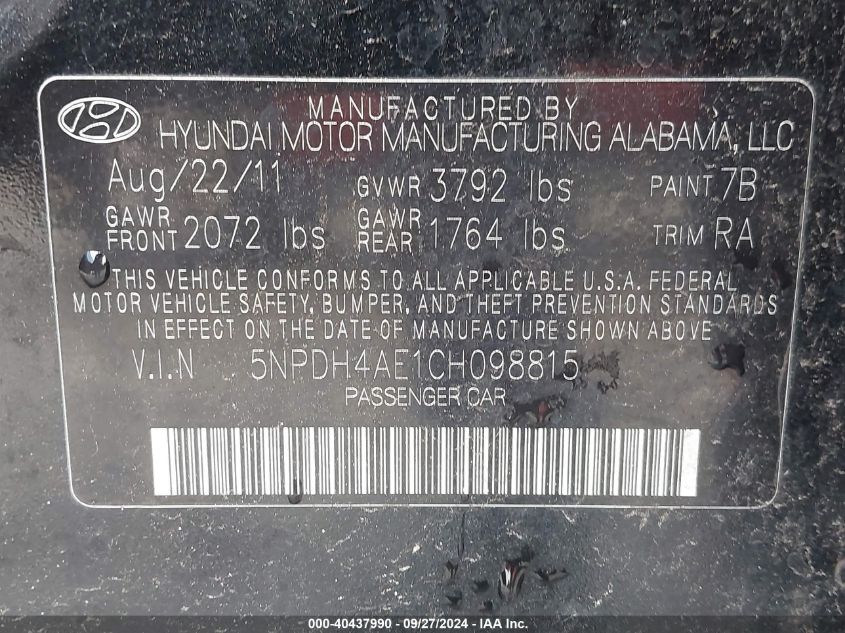 MANUFACTURED BY
HYUNDAI MOTOR MANUFACTURING ALABAMA, LLC
Aug/22/11 GVWR 3792 lbs PAINT 7B
GAWR FRONT 2072 lbs GAWR REAR 1764 lbs TRIM RA
THIS VEHICLE CONFORMS TO ALL APPLICABLE U.S.A. FEDERAL
MOTOR VEHICLE SAFETY, BUMPER, AND THEFT PREVENTION STANDARDS
IN EFFECT ON THE DATE OF MANUFACTURE SHOWN ABOVE.
V.I.N 5NPDH4AE1CH098815
PASSENGER CAR
000-40437990 - 09/27/2024 - IAA Inc.